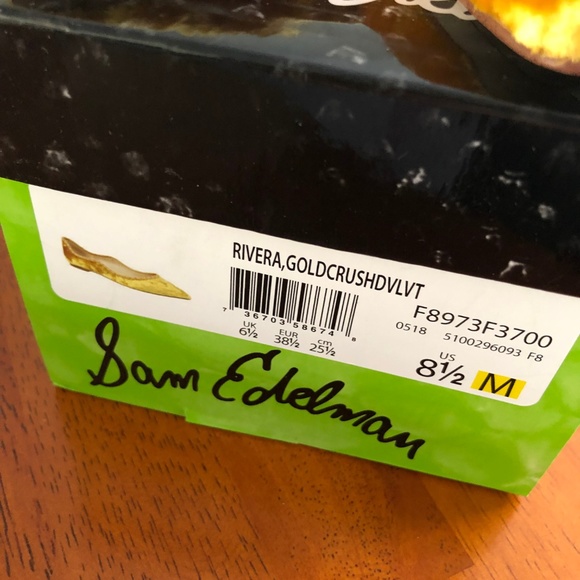 RIVERA,GOLDCRUSHDVLVT
7 36703 58674 8
UK EUR cm
6½ 38½ 25½
F8973F3700
0518 5100296093 F8
US
8½ M
Sam Edelman